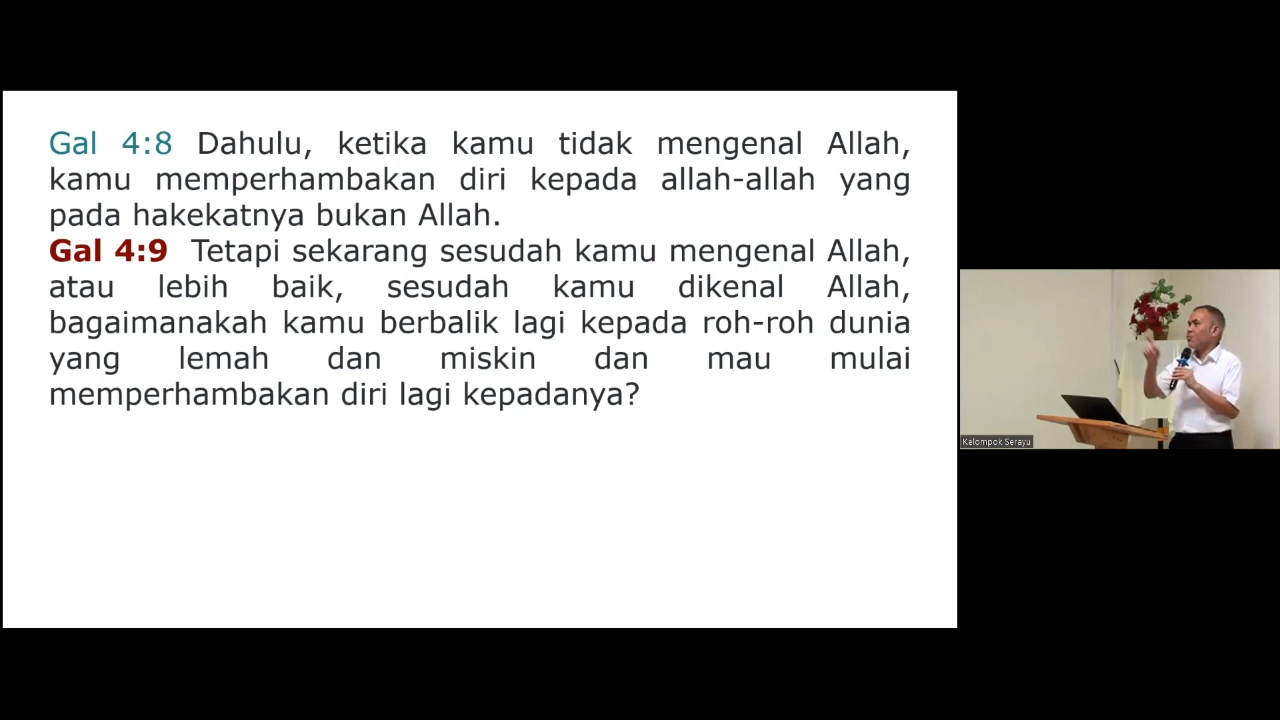 Gal 4:8 Dahulu, ketika kamu tidak mengenal Allah,
kamu memperhambakan diri kepada allah-allah yang
pada hakekatnya bukan Allah.
Gal 4:9 Tetapi sekarang sesudah kamu mengenal Allah,
atau lebih baik, sesudah kamu dikenal Allah,
bagaimanakah kamu berbalik lagi kepada roh-roh dunia
yang lemah dan miskin dan mau mulai
memperhambakan diri lagi kepadanya?
Kelompok Serayu